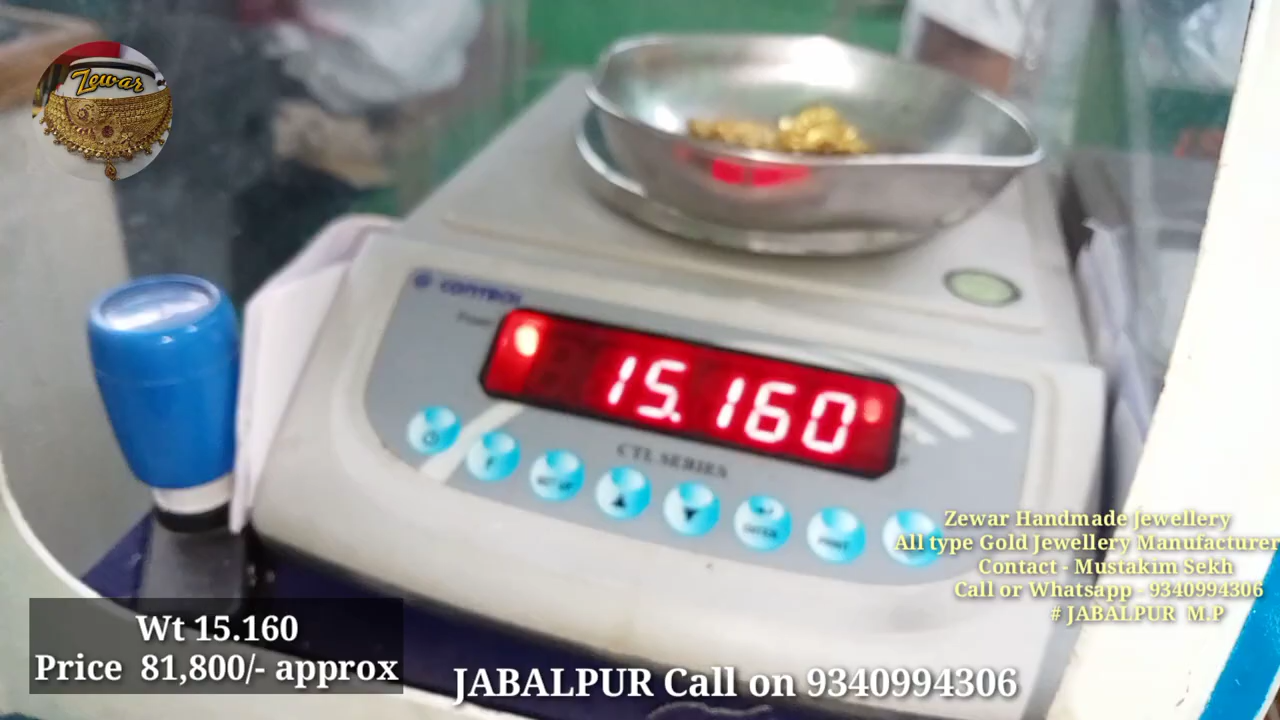 Zewar
CONTROL
15.160
CTL SERIES
Zewar Handmade Jewellery
All type Gold Jewellery Manufacturer
Contact - Mustakim Sekh
Call or Whatsapp - 9340994306
# JABALPUR M.P
Wt 15.160
Price 81,800/- approx
JABALPUR Call on 9340994306